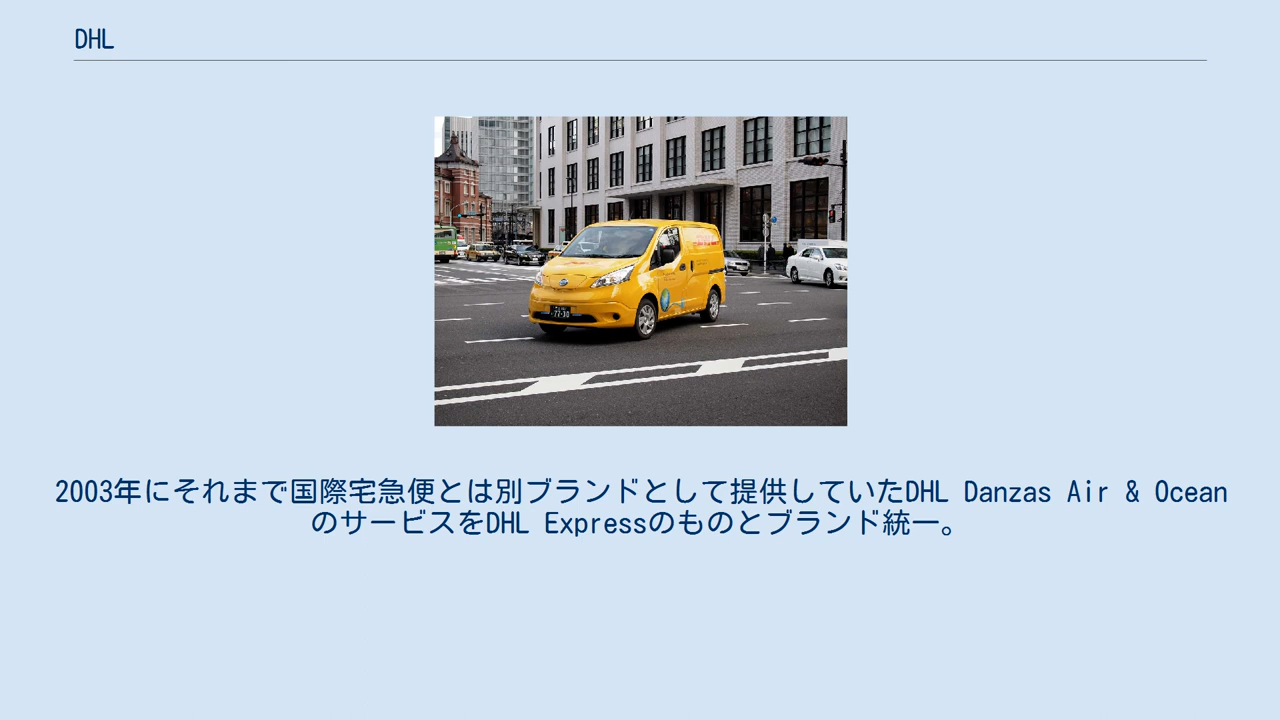 DHL
77-30
2003年にそれまで国際宅急便とは別ブランドとして提供していたDHL Danzas Air & Ocean
のサービスをDHL Expressのものとブランド統一。